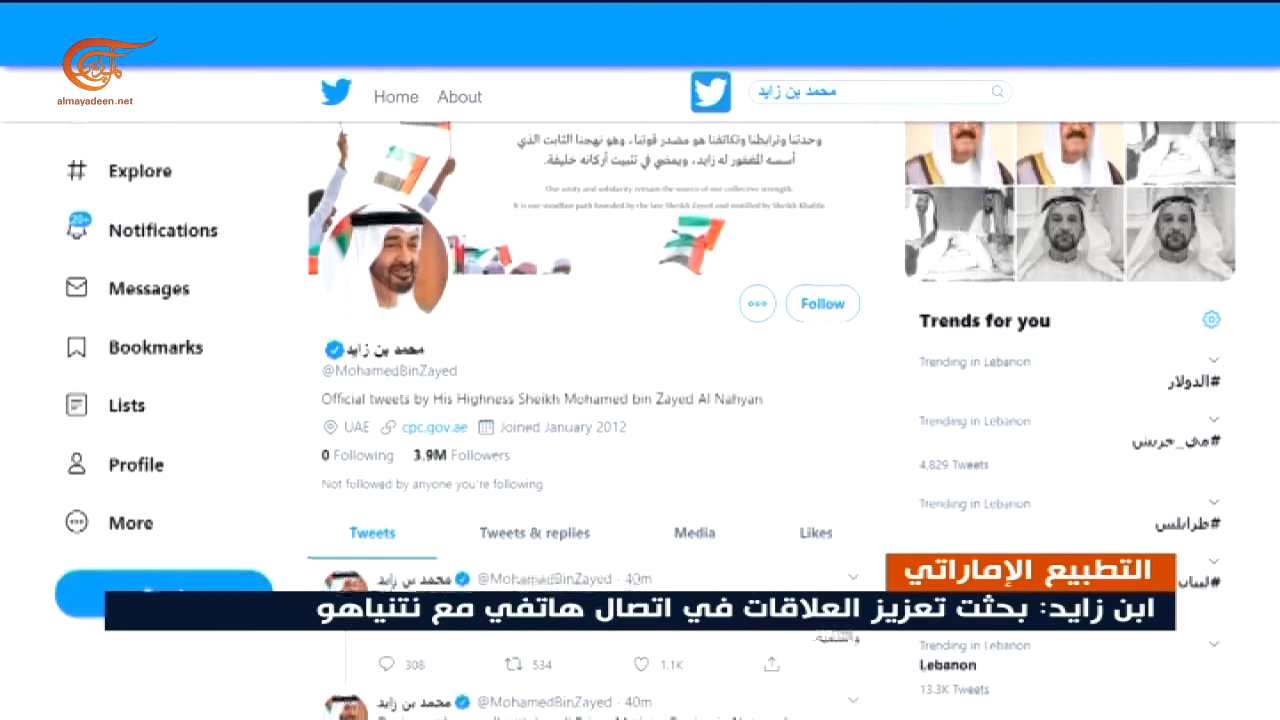 almayadeen.net
Home About
محمد بن زايد
Explore
20+
Notifications
Messages
Bookmarks
Lists
Profile
More
وحدتنا وترابطنا وتكاتفنا هو مصدر قوتنا، وهو نهجنا الثابت الذي
أسسه المغفور له زايد، ويمضي في تثبيت أركانه خليفة.
Our unity and solidarity remain the source of our collective strength.
It is our steadfast path founded by the late Sheikh Zayed and instilled by Sheikh Khalifa.
Follow
محمد بن زايد
@MohamedBinZayed
Official tweets by His Highness Sheikh Mohamed bin Zayed Al Nahyan
UAE cpc.gov.ae Joined January 2012
0 Following 3.9M Followers
Not followed by anyone you're following
Tweets Tweets & replies Media Likes
محمد بن زايد @MohamedBinZayed · 40m
308 534 1.1K
محمد بن زايد @MohamedBinZayed · 40m
Trends for you
Trending in Lebanon
#الدولار
Trending in Lebanon
#مي_خريش
4,829 Tweets
Trending in Lebanon
#طرابلس
Trending in Lebanon
Lebanon
13.3K Tweets
التطبيع الإماراتي
ابن زايد: بحثت تعزيز العلاقات في اتصال هاتفي مع نتنياهو